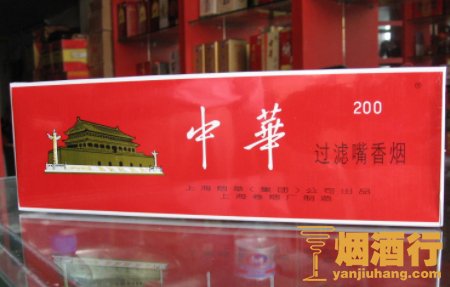 200
®
中華
过滤嘴香烟
上海烟草(集团)公司出品
上海卷烟厂制造
烟酒行
yanjiuhang.com